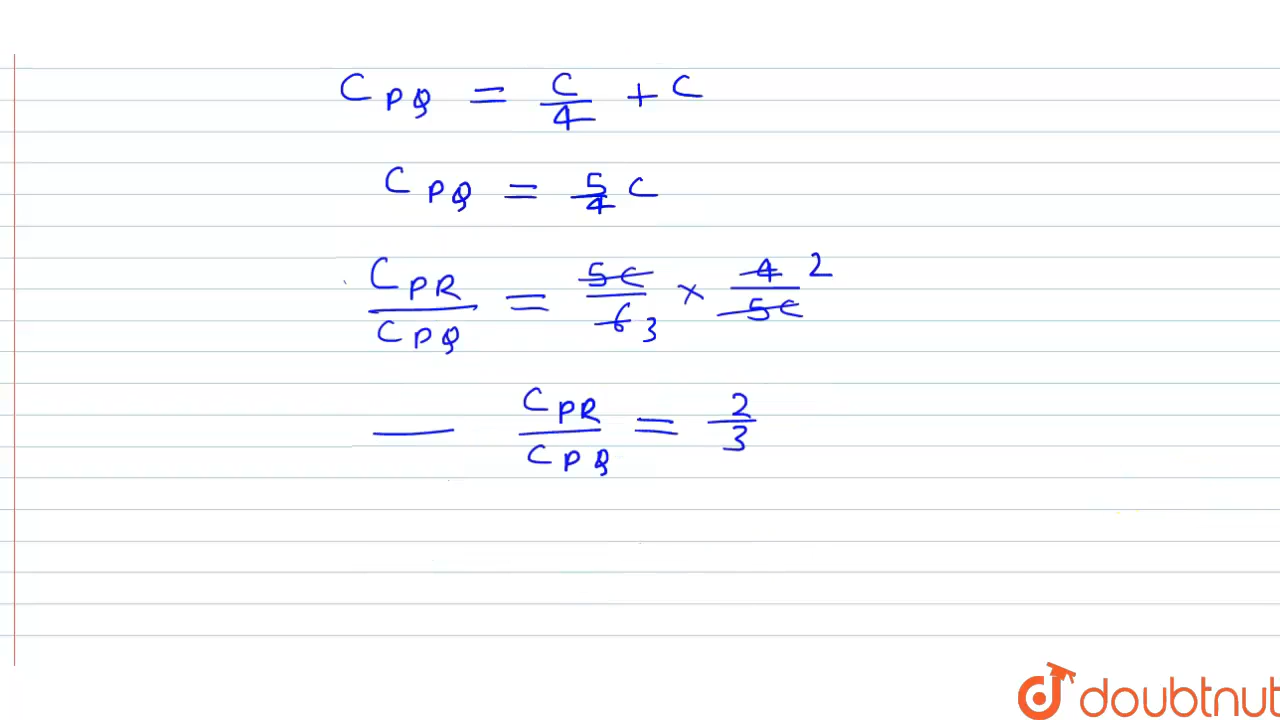 C_PQ = C/4 + C
C_PQ = 5/4 C
C_PR/C_PQ = 5C/6 3 × 4/5C 2
— C_PR/C_PQ = 2/3
doubtnut